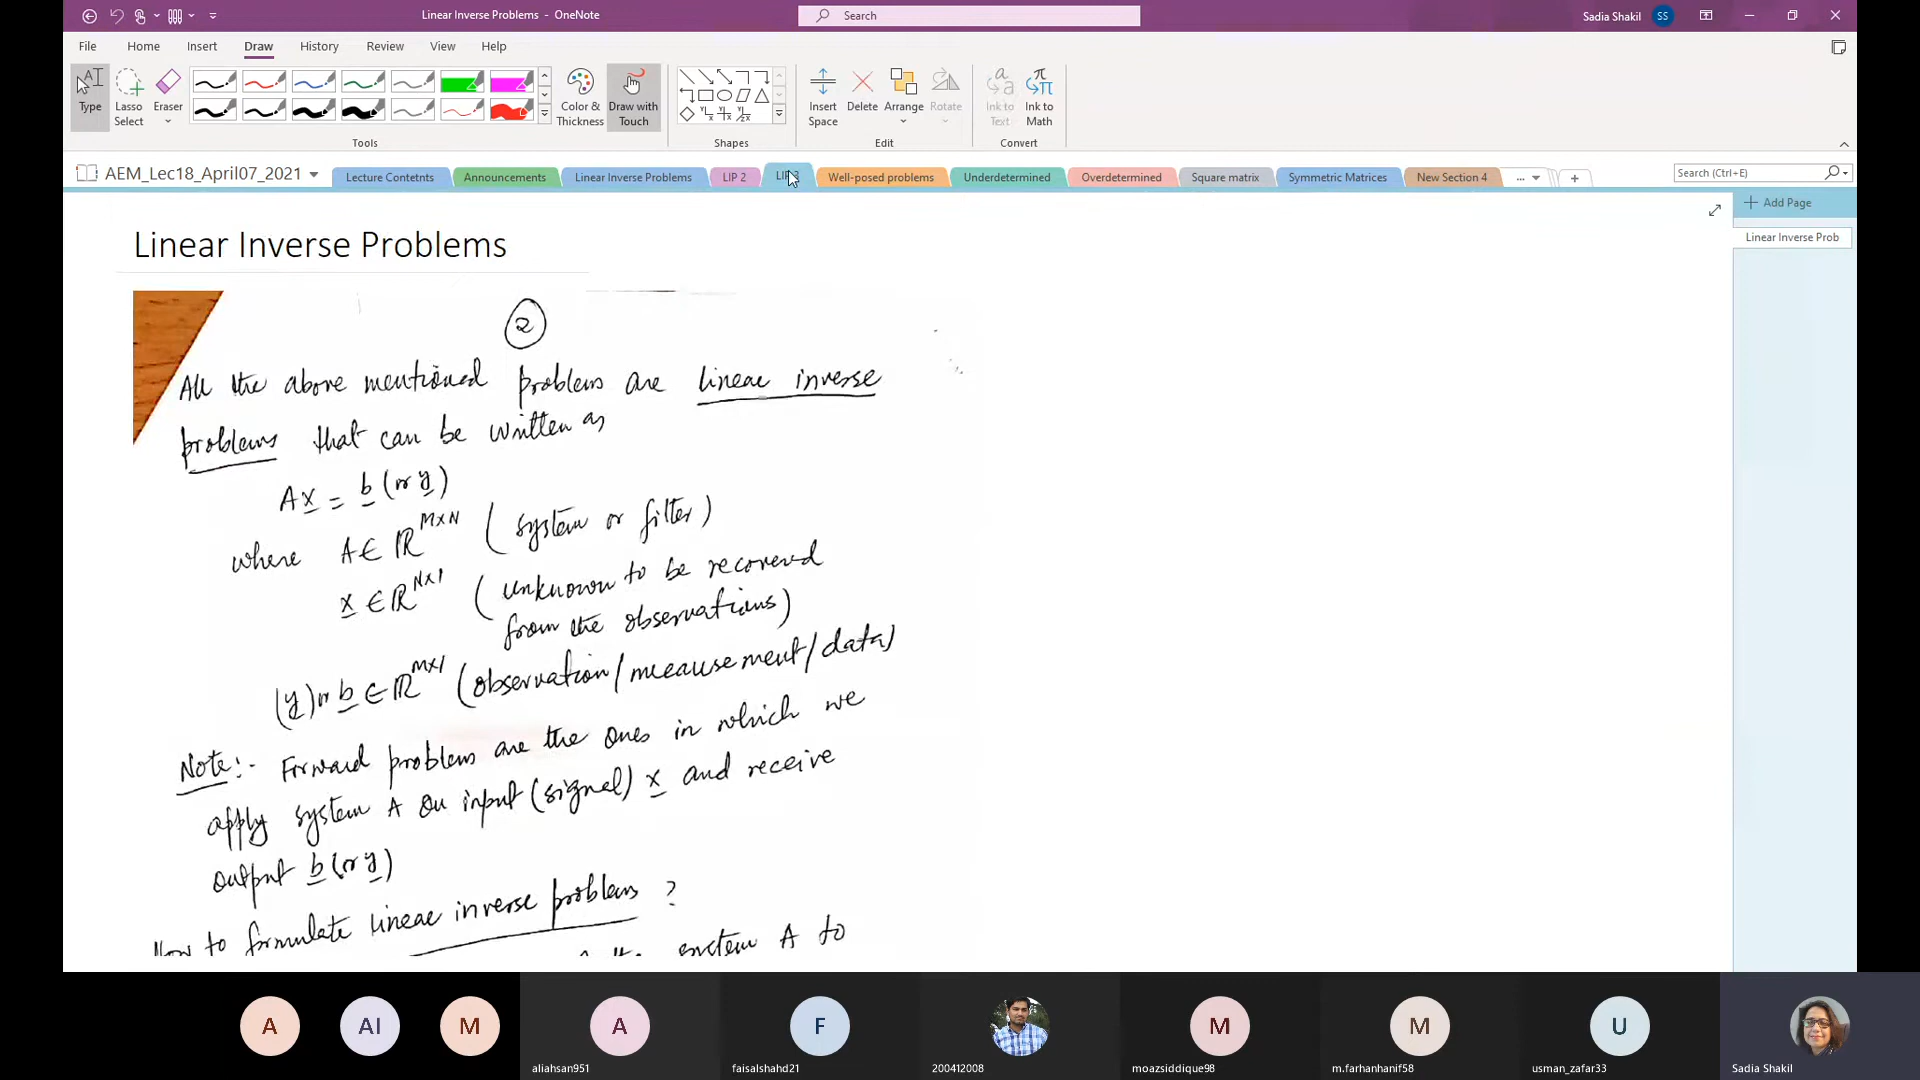 Linear Inverse Problems - OneNote
Search
Sadia Shakil SS
File Home Insert Draw History Review View Help
Type
Lasso Select
Eraser
Color & Thickness
Draw with Touch
Insert Space
Delete
Arrange
Rotate
Ink to Text
Ink to Math
Tools Shapes Edit Convert
AEM_Lec18_April07_2021 Lecture Contetnts Announcements Linear Inverse Problems LIP 2 Well-posed problems Underdetermined Overdetermined Square matrix Symmetric Matrices New Section 4 ... + Search (Ctrl+E)
+ Add Page
Linear Inverse Prob
Linear Inverse Problems
2
All the above mentioned problems are linear inverse
problems that can be written as
Ax = b (or y)
where A ∈ ℝ^{M×N} (system or filter)
x ∈ ℝ^{N×1} (unknown to be recovered
from the observations)
(y) or b ∈ ℝ^{M×1} (observation/measurement/data)
Note:- Forward problems are the ones in which we
apply system A on input (signal) x and receive
output b (or y)
How to formulate linear inverse problems ?
system A to
A AI M A F M M U
aliahsan951 faisalshahd21 200412008 moazsiddique98 m.farhanhanif58 usman_zafar33 Sadia Shakil